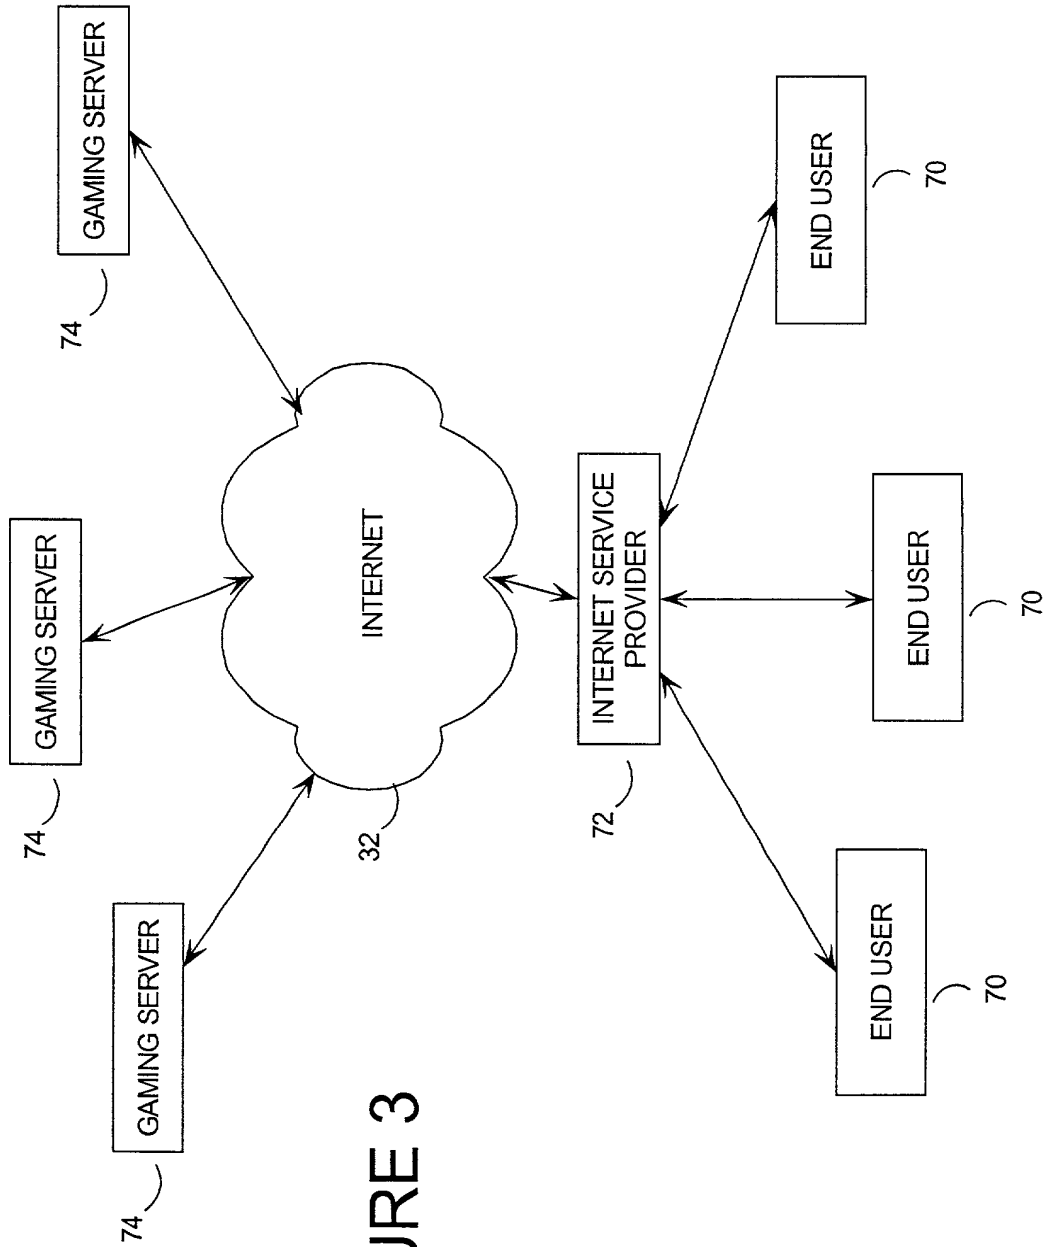 74
GAMING SERVER
74
GAMING SERVER
74
GAMING SERVER
32
INTERNET
72
INTERNET SERVICE
PROVIDER
END USER
70
END USER
70
END USER
70
URE 3